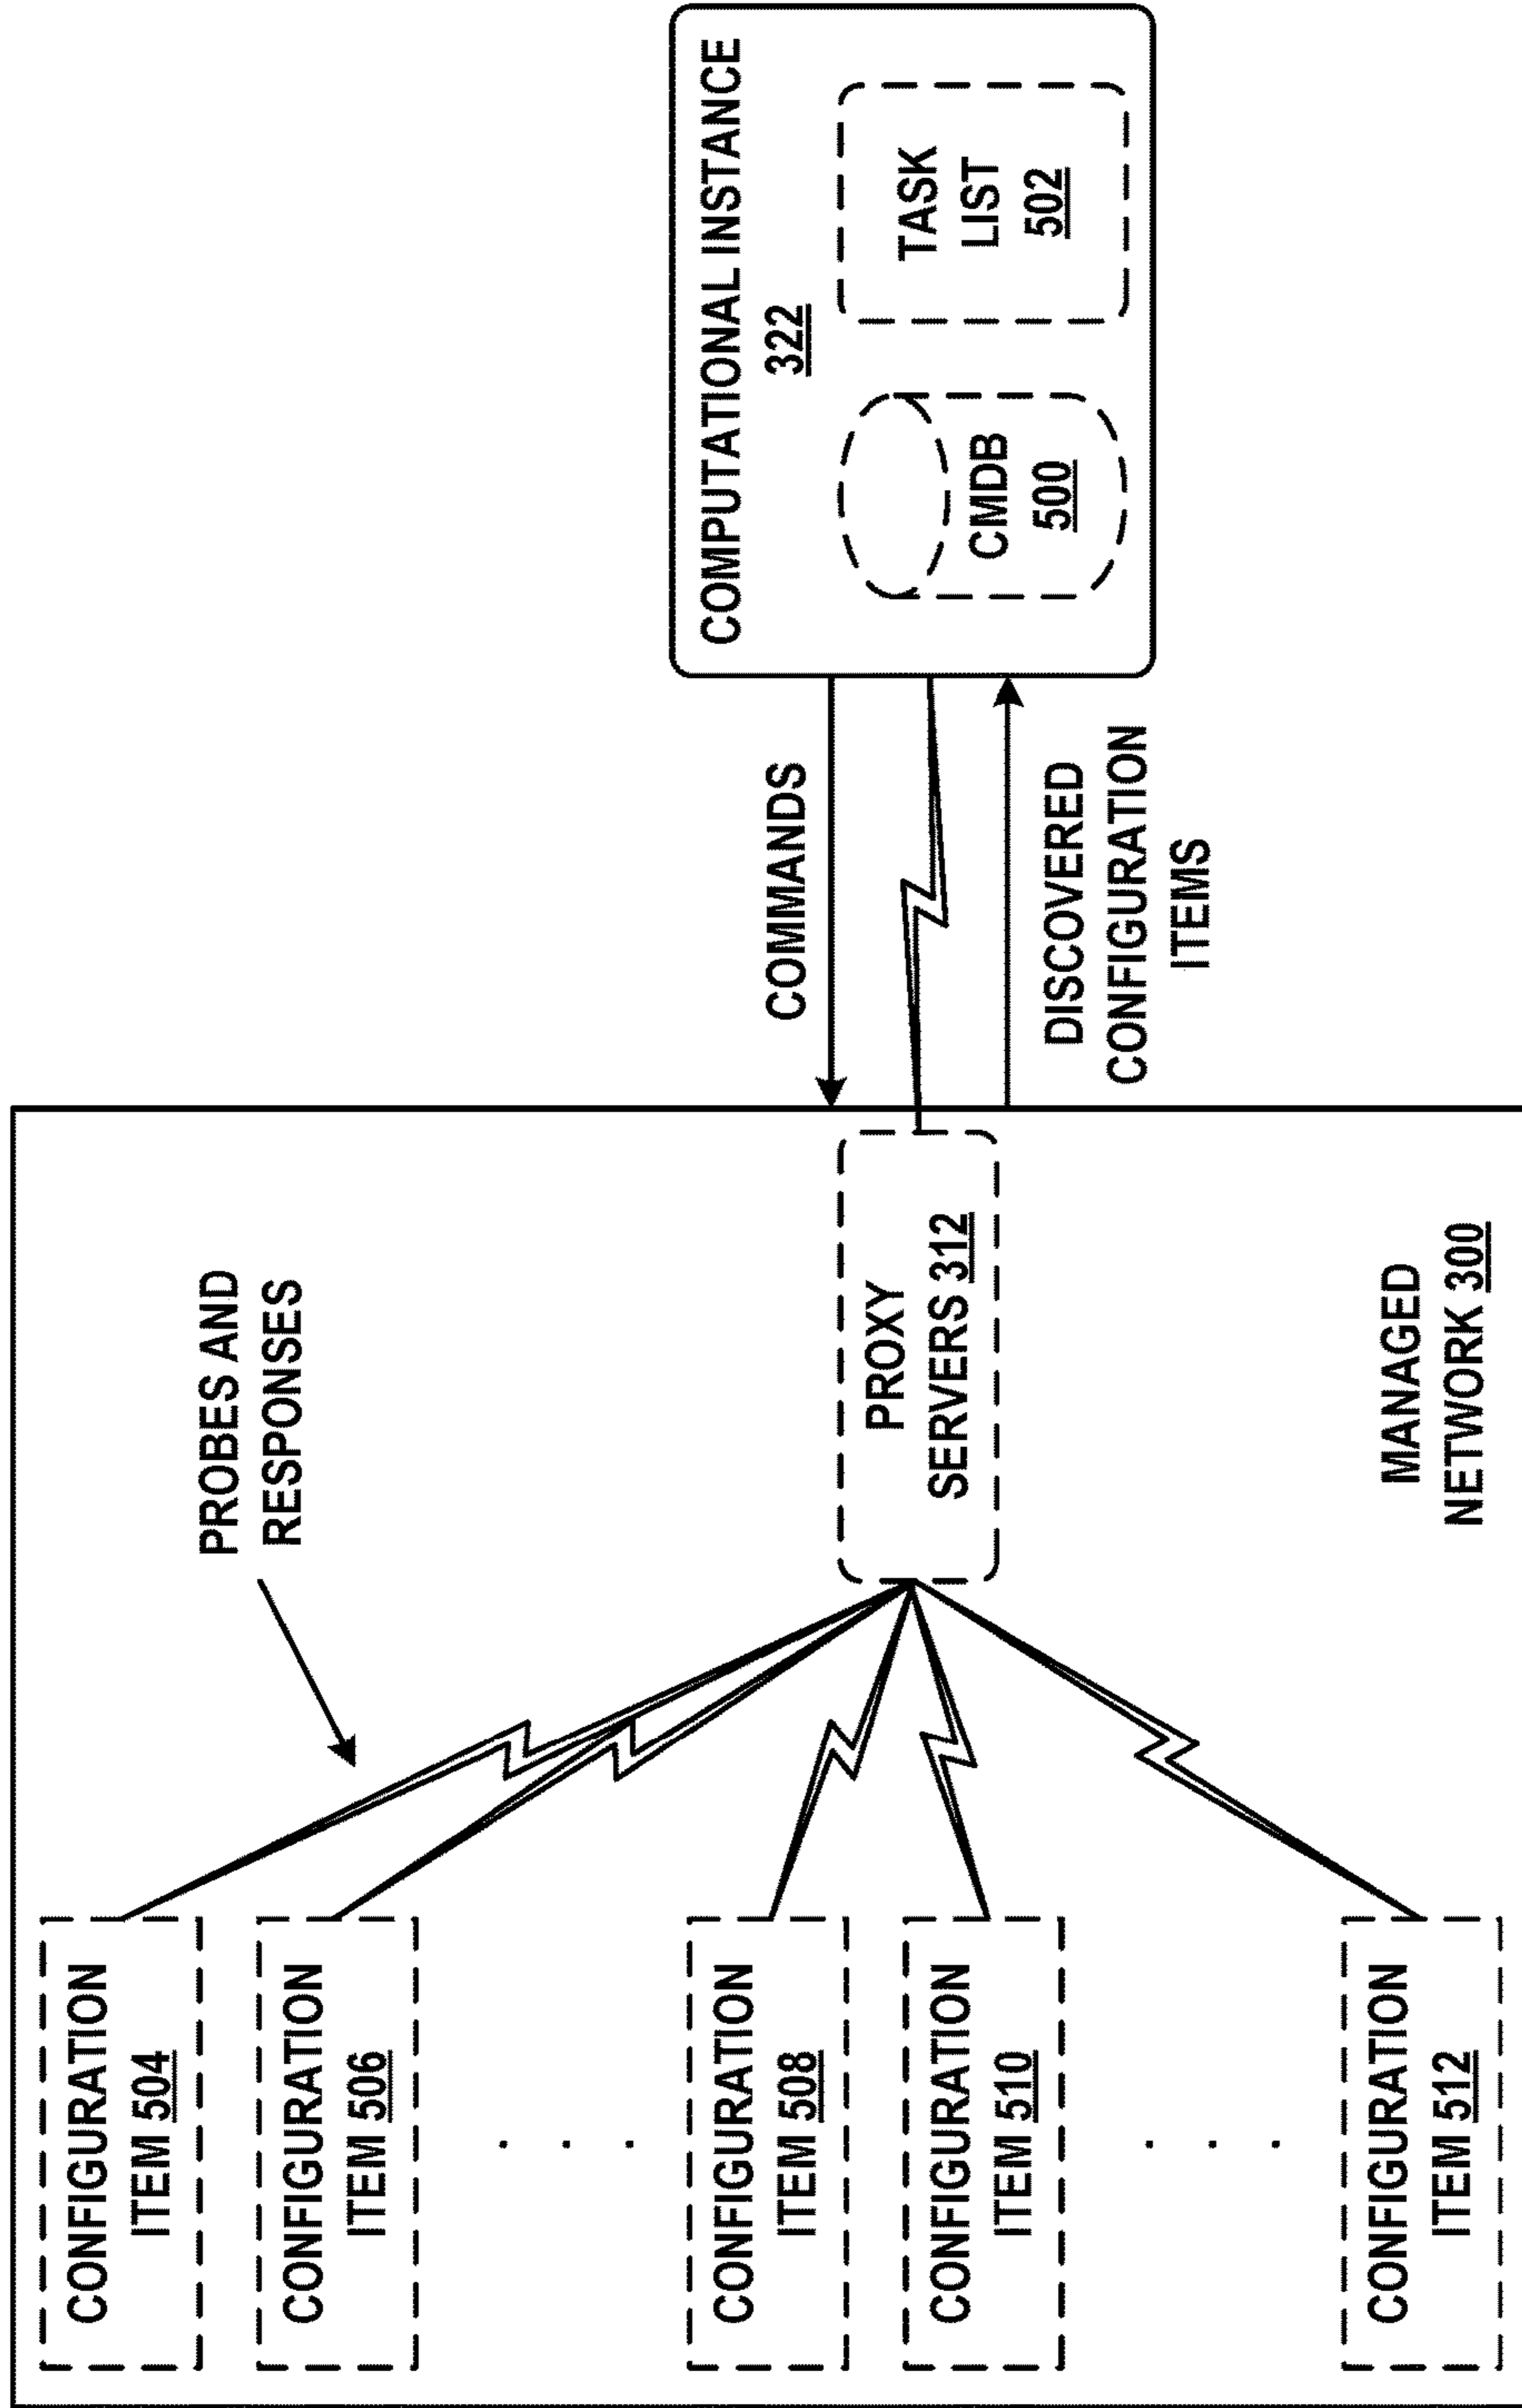 CONFIGURATION
ITEM 504
CONFIGURATION
ITEM 506
. . .
CONFIGURATION
ITEM 508
CONFIGURATION
ITEM 510
. . .
CONFIGURATION
ITEM 512
PROBES AND
RESPONSES
PROXY
SERVERS 312
MANAGED
NETWORK 300
COMMANDS
DISCOVERED
CONFIGURATION
ITEMS
COMPUTATIONAL INSTANCE
322
CMDB
500
TASK
LIST
502